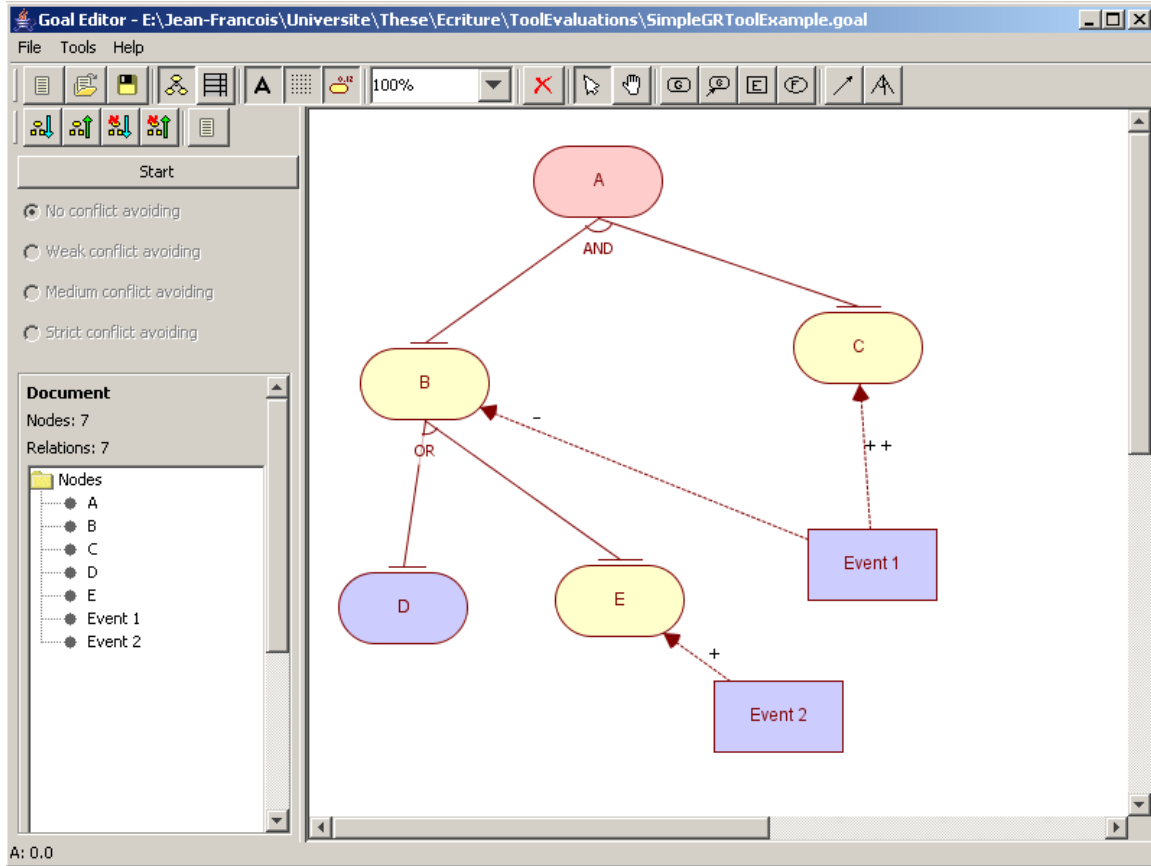 Goal Editor - E:\Jean-Francois\Universite\These\Ecriture\ToolEvaluations\SimpleGRToolExample.goal
File Tools Help
A 0.12 100% G G E F A
Start
No conflict avoiding
Weak conflict avoiding
Medium conflict avoiding
Strict conflict avoiding
Document
Nodes: 7
Relations: 7
Nodes
A
B
C
D
E
Event 1
Event 2
A
AND
B
C
-
+ +
OR
D
E
Event 1
+
Event 2
A: 0.0